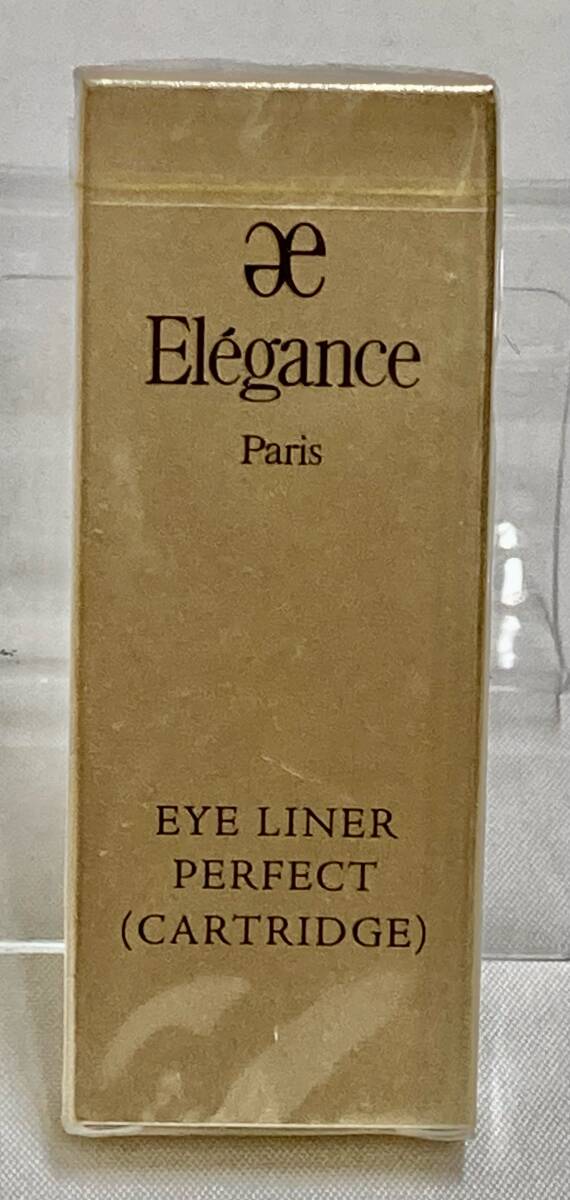 æ
Elégance
Paris
EYE LINER
PERFECT
(CARTRIDGE)